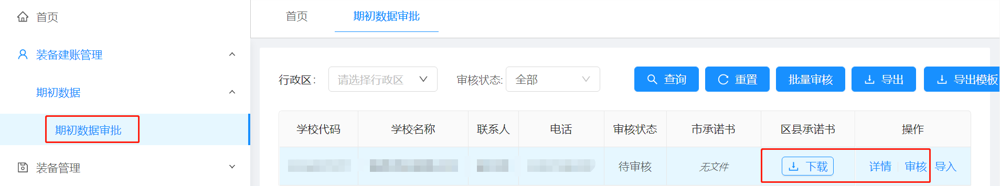 首页
装备建账管理
期初数据
期初数据审批
装备管理
首页 期初数据审批
行政区: 请选择行政区 审核状态: 全部 查询 重置 批量审核 导出 导出模板
学校代码 学校名称 联系人 电话 审核状态 市承诺书 区县承诺书 操作
待审核 无文件 下载 详情 审核 导入